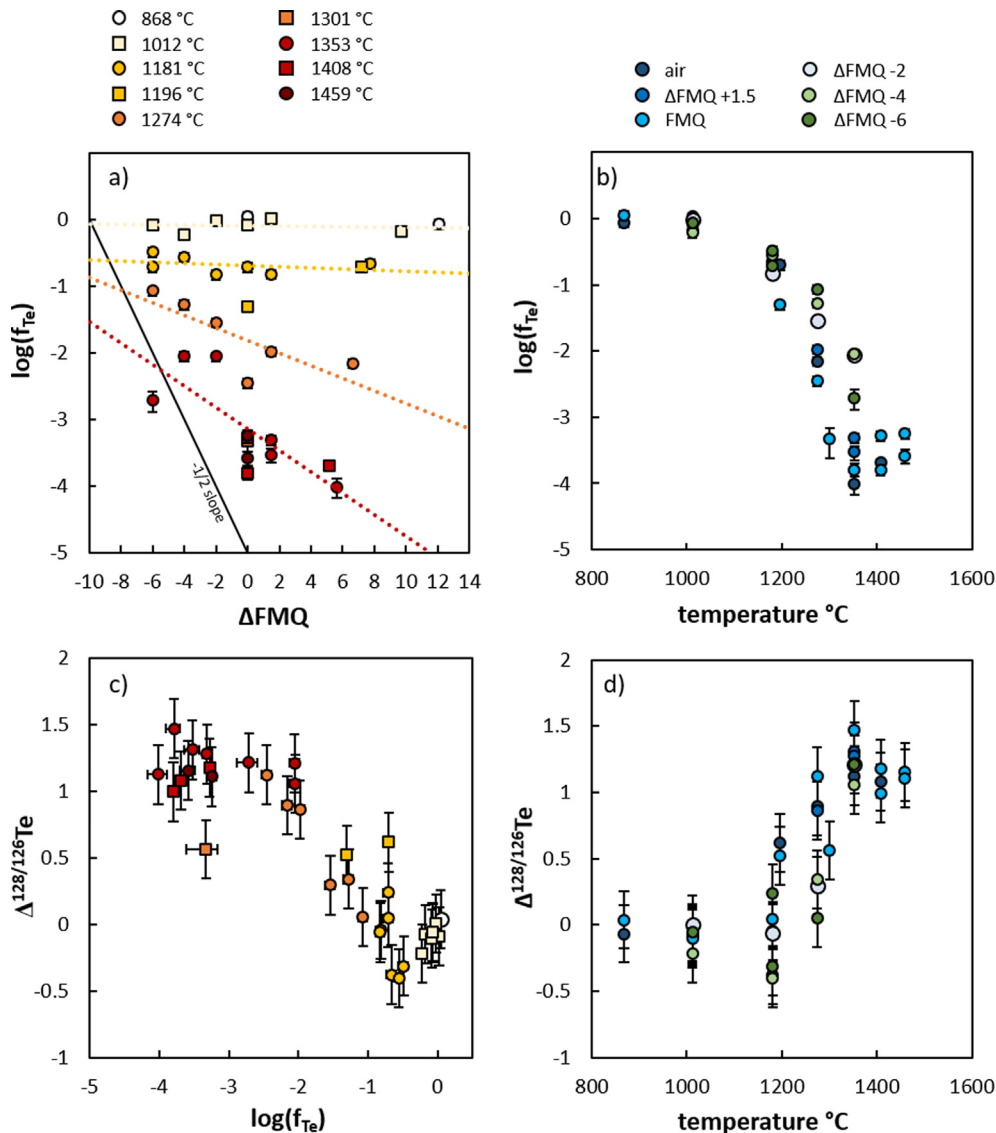 868 °C
1012 °C
1181 °C
1196 °C
1274 °C
1301 °C
1353 °C
1408 °C
1459 °C
air
ΔFMQ +1.5
FMQ
ΔFMQ -2
ΔFMQ -4
ΔFMQ -6
a)
0
-1
-2
-3
-4
-5
log(fTe)
-1/2 slope
-10 -8 -6 -4 -2 0 2 4 6 8 10 12 14
ΔFMQ
b)
0
-1
-2
-3
-4
-5
log(fTe)
800 1000 1200 1400 1600
temperature °C
c)
2
1.5
1
0.5
0
-0.5
-1
Δ128/126Te
-5 -4 -3 -2 -1 0
log(fTe)
d)
2
1.5
1
0.5
0
-0.5
-1
Δ128/126Te
800 1000 1200 1400 1600
temperature °C